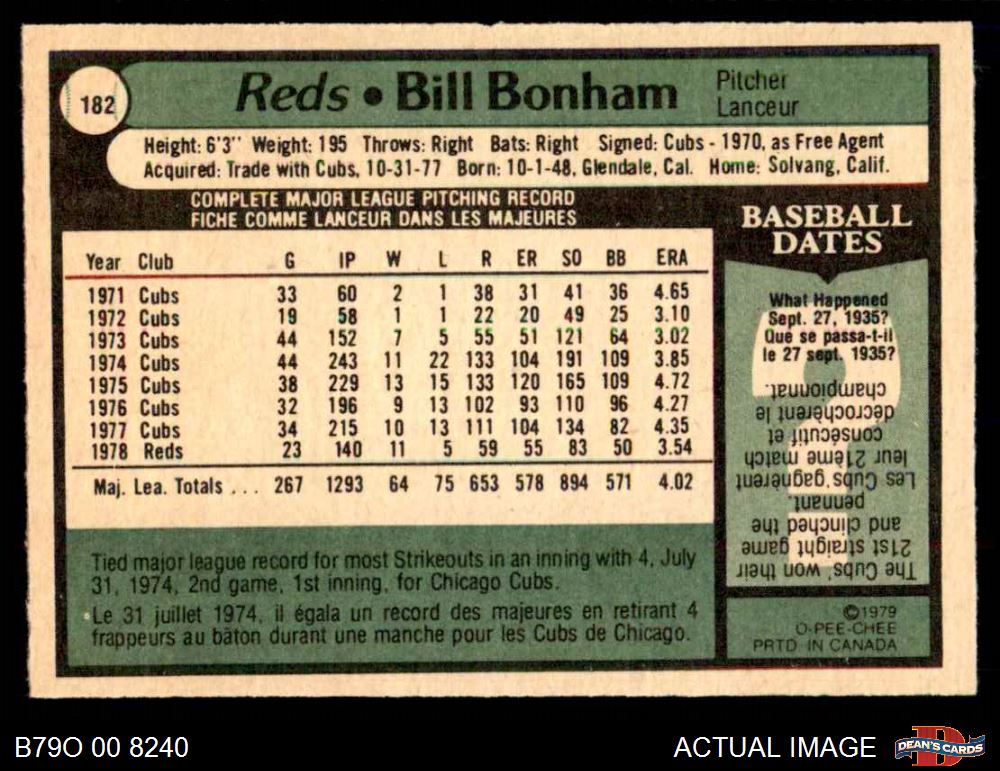 182
Reds • Bill Bonham
Pitcher
Lanceur
Height: 6'3'' Weight: 195 Throws: Right Bats: Right Signed: Cubs - 1970, as Free Agent
Acquired: Trade with Cubs, 10-31-77 Born: 10-1-48, Glendale, Cal. Home: Solvang, Calif.
COMPLETE MAJOR LEAGUE PITCHING RECORD
FICHE COMME LANCEUR DANS LES MAJEURES
Year Club G IP W L R ER SO BB ERA
1971 Cubs 33 60 2 1 38 31 41 36 4.65
1972 Cubs 19 58 1 1 22 20 49 25 3.10
1973 Cubs 44 152 7 5 55 51 121 64 3.02
1974 Cubs 44 243 11 22 133 104 191 109 3.85
1975 Cubs 38 229 13 15 133 120 165 109 4.72
1976 Cubs 32 196 9 13 102 93 110 96 4.27
1977 Cubs 34 215 10 13 111 104 134 82 4.35
1978 Reds 23 140 11 5 59 55 83 50 3.54
Maj. Lea. Totals ... 267 1293 64 75 653 578 894 571 4.02
Tied major league record for most Strikeouts in an inning with 4, July
31, 1974, 2nd game, 1st inning, for Chicago Cubs.
Le 31 juillet 1974, il égala un record des majeures en retirant 4
frappeurs au bâton durant une manche pour les Cubs de Chicago.
BASEBALL
DATES
What Happened
Sept. 27, 1935?
Que se passa-t-il
le 27 sept. 1935?
The Cubs won their
21st straight game
and clinched the
pennant.
Les Cubs gagnèrent
leur 21ème match
consécutif et
décrochèrent le
championnat.
©1979
O-PEE-CHEE
PRTD IN CANADA
B79O 00 8240
ACTUAL IMAGE
DEAN'S CARDS